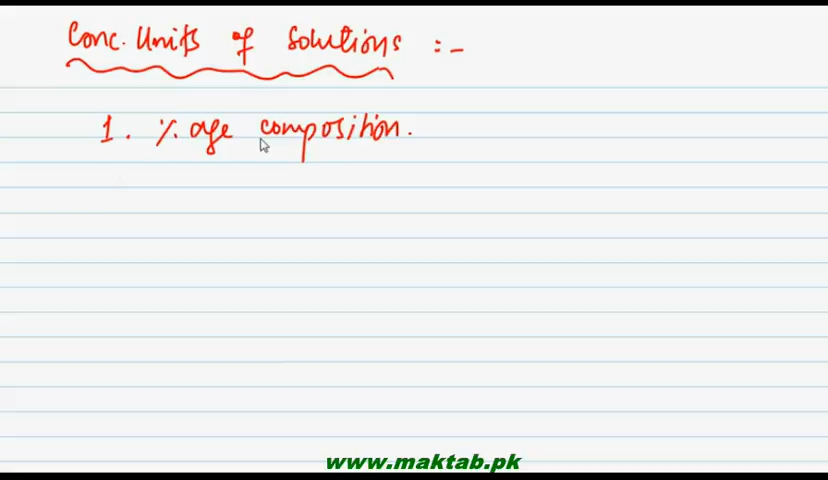 Conc. Units of Solutions :-
1. %age composition.
www.maktab.pk